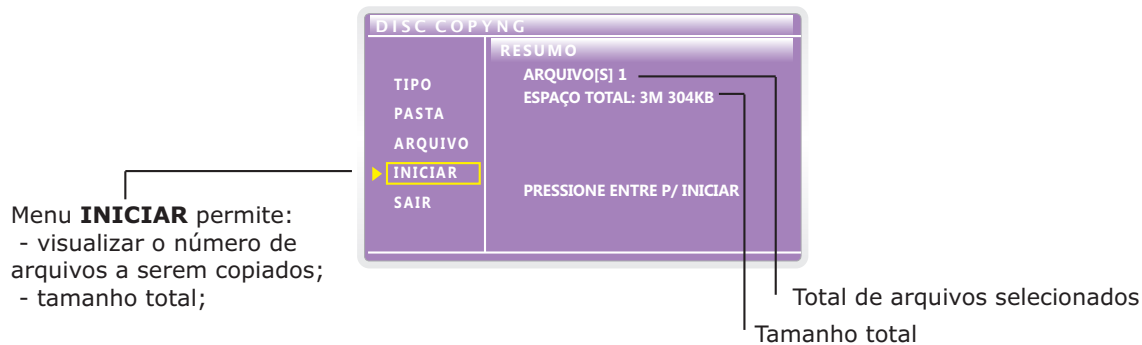 DISC COPYNG
RESUMO
ARQUIVO[S] 1
ESPAÇO TOTAL: 3M 304KB
TIPO
PASTA
ARQUIVO
INICIAR
SAIR
PRESSIONE ENTRE P/ INICIAR
Menu INICIAR permite:
- visualizar o número de
arquivos a serem copiados;
- tamanho total;
Total de arquivos selecionados
Tamanho total